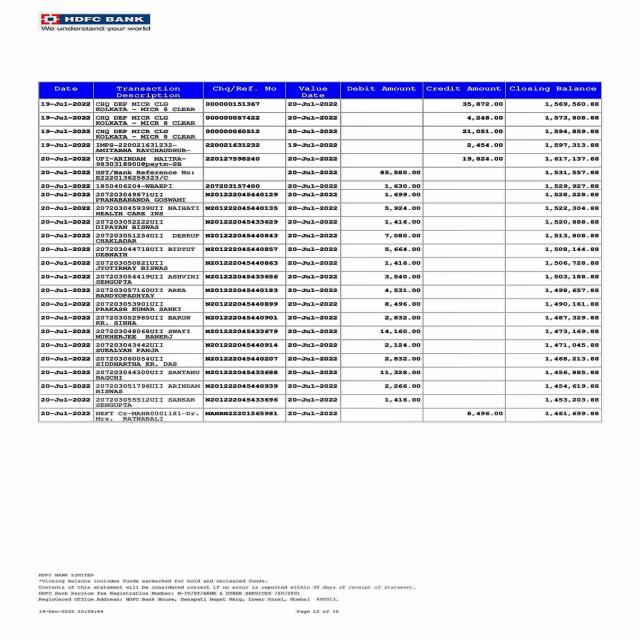 HDFC BANK
We understand your world
Date Transaction Description Chq/Ref. No Value Date Debit Amount Credit Amount Closing Balance
19-Jul-2022 CHQ DEP MICR CLG 000000151367 20-Jul-2022 35,872.00 1,569,560.88
KOLKATA - MICR 8 CLEAR
19-Jul-2022 CHQ DEP MICR CLG 000000057422 20-Jul-2022 4,248.00 1,573,808.88
KOLKATA - MICR 8 CLEAR
19-Jul-2022 CHQ DEP MICR CLG 000000060512 20-Jul-2022 21,051.00 1,594,859.88
KOLKATA - MICR 8 CLEAR
19-Jul-2022 IMPS-220021631232- 220021631232 19-Jul-2022 2,454.00 1,597,313.88
AMITABHA RAYCHAUDHUR-
20-Jul-2022 UPI-ARINDAM MAITRA- 220127598240 20-Jul-2022 19,824.00 1,617,137.88
9830318900@paytm-SB
20-Jul-2022 GST/Bank Reference No: 20-Jul-2022 85,580.00 1,531,557.88
E2220136258323/C
20-Jul-2022 1850406204-WBAEPI 207203157400 20-Jul-2022 1,630.00 1,529,927.88
20-Jul-2022 207203049671UII N201222045440129 20-Jul-2022 1,699.00 1,528,228.88
PRANABANANDA GOSWAMI
20-Jul-2022 207203045939UII NAIHATI N201222045440135 20-Jul-2022 5,924.00 1,522,304.88
HEALTH CARE INS
20-Jul-2022 207203052222UII N201222045433629 20-Jul-2022 1,416.00 1,520,888.88
DIPAYAN BISWAS
20-Jul-2022 207203051254UII DEBRUP N201222045440843 20-Jul-2022 7,080.00 1,513,808.88
CHAKLADAR
20-Jul-2022 207203044718UII BIDYUT N201222045440857 20-Jul-2022 5,664.00 1,508,144.88
DEBNATH
20-Jul-2022 207203050821UII N201222045440863 20-Jul-2022 1,416.00 1,506,728.88
JYOTIRMAY BISWAS
20-Jul-2022 207203054419UII ASHVINI N201222045433656 20-Jul-2022 3,540.00 1,503,188.88
SENGUPTA
20-Jul-2022 207203057160UII ARKA N201222045440183 20-Jul-2022 4,531.00 1,498,657.88
BANDYOPADHYAY
20-Jul-2022 207203053901UII N201222045440899 20-Jul-2022 8,496.00 1,490,161.88
PRAKASH KUMAR SANKI
20-Jul-2022 207203052985UII BARUN N201222045440901 20-Jul-2022 2,832.00 1,487,329.88
KR. SINHA
20-Jul-2022 207203048068UII SWATI N201222045433679 20-Jul-2022 14,160.00 1,473,169.88
MUKHERJEE BANERJ
20-Jul-2022 207203043442UII N201222045440914 20-Jul-2022 2,124.00 1,471,045.88
SUKALYAN PANJA
20-Jul-2022 207203060054UII N201222045440207 20-Jul-2022 2,832.00 1,468,213.88
SIDDHARTHA KR. DAS
20-Jul-2022 207203044300UII SANTANU N201222045433688 20-Jul-2022 11,328.00 1,456,885.88
BAGCHI
20-Jul-2022 207203051796UII ARINDAM N201222045440939 20-Jul-2022 2,266.00 1,454,619.88
BISWAS
20-Jul-2022 207203055512UII SANKAR N201222045433696 20-Jul-2022 1,416.00 1,453,203.88
SENGUPTA
20-Jul-2022 NEFT Cr-MAHB0001181-Dr. MAHBH22201565981 20-Jul-2022 8,496.00 1,461,699.88
Mrs. RATNABALI
HDFC BANK LIMITED
*Closing Balance includes funds earmarked for Hold and uncleared funds.
Contents of this statement will be considered correct if no error is reported within 30 days of receipt of statement.
HDFC Bank Service Tax Registration Number: M-IV/ST/BANK & OTHER SERVICES /20/2001
Registered Office Address: HDFC Bank House, Senapati Bapat Marg, Lower Parel, Mumbai 400013.
19-Dec-2022 12:28:44 Page 12 of 16